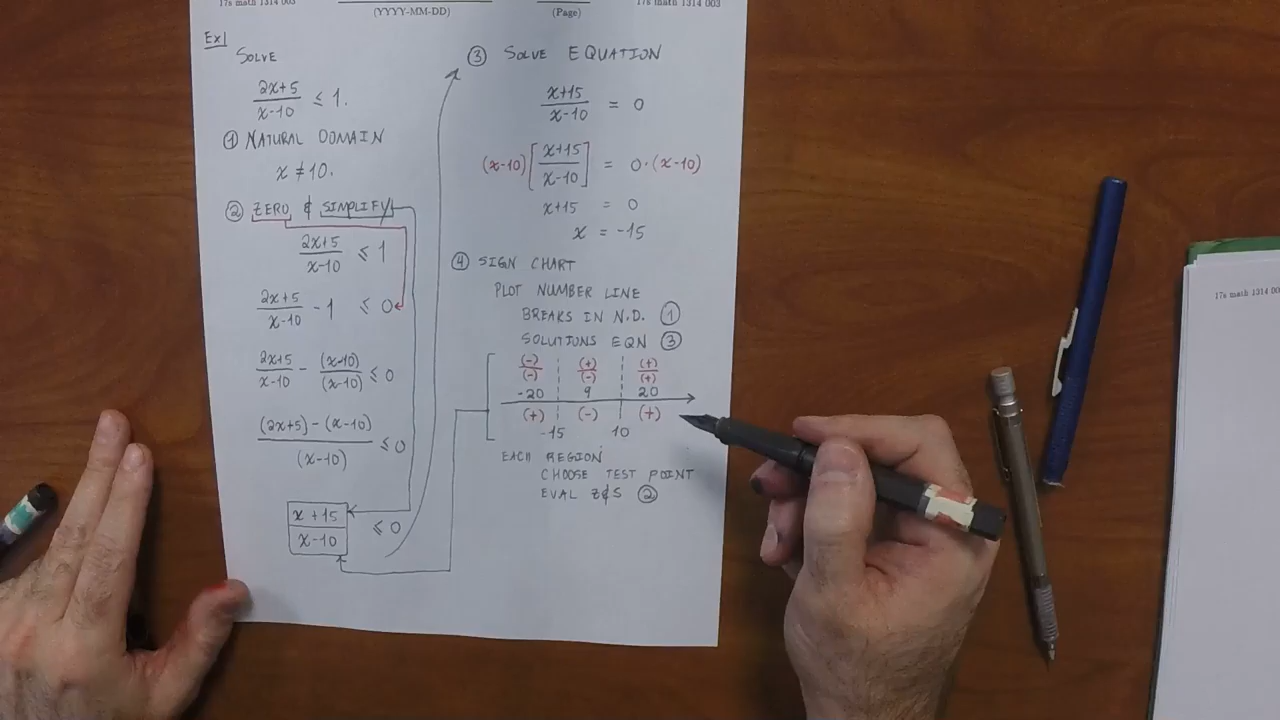 17s math 1314 003
(YYYY-MM-DD)
(Page)
17s math 1314 003
Ex1
SOLVE
2x+5
x-10
≤ 1.
① NATURAL DOMAIN
x ≠ 10.
② ZERO & SIMPLIFY
2x+5
x-10
≤ 1
2x+5
x-10
- 1 ≤ 0
2x+5
x-10
-
(x-10)
(x-10)
≤ 0
(2x+5) - (x-10)
(x-10)
≤ 0
x +15
x-10
≤ 0
③ SOLVE EQUATION
x+15
x-10
= 0
(x-10)
[
x+15
x-10
]
= 0·(x-10)
x+15 = 0
x = -15
④ SIGN CHART
PLOT NUMBER LINE
BREAKS IN N.D. ①
SOLUTIONS EQN ③
(-) (+) (+)
(-) (-) (+)
-20 9 20
(+) (-) (+)
-15 10
EACH REGION
CHOOSE TEST POINT
EVAL Z&S ②
17s math 1314 00